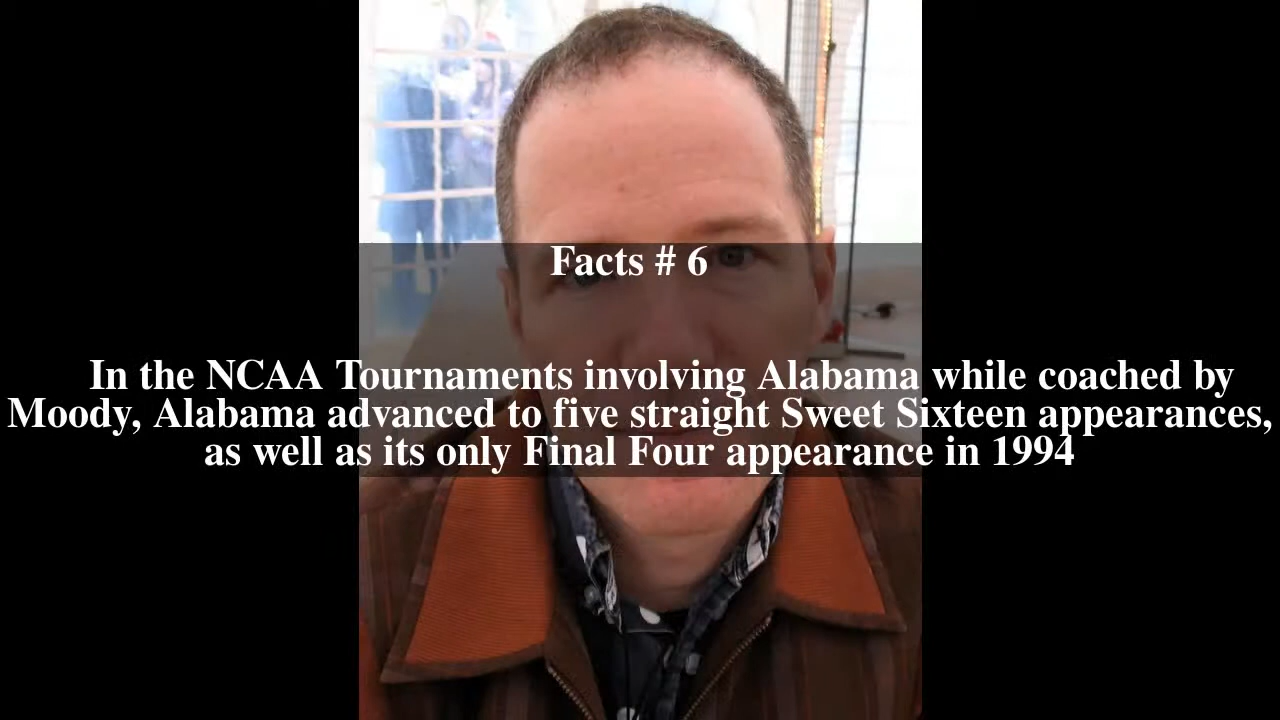 Facts # 6
In the NCAA Tournaments involving Alabama while coached by
Moody, Alabama advanced to five straight Sweet Sixteen appearances,
as well as its only Final Four appearance in 1994